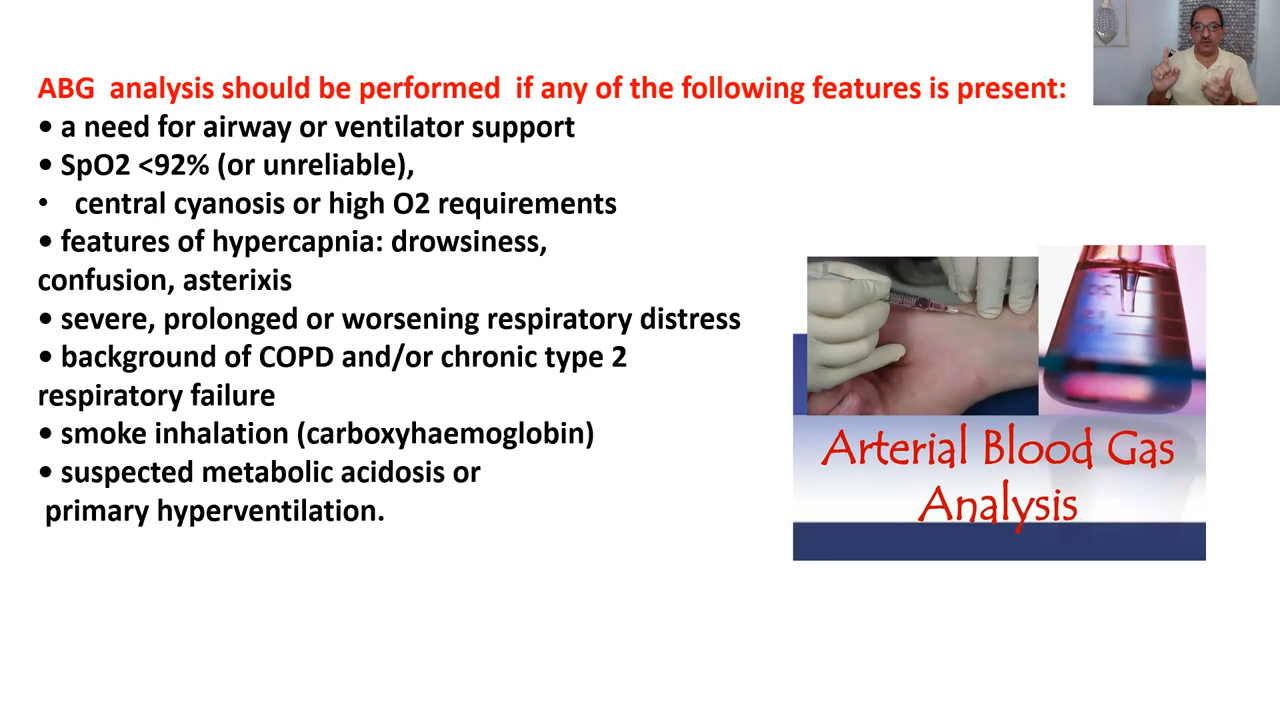 ABG analysis should be performed if any of the following features is present:
• a need for airway or ventilator support
• SpO2 <92% (or unreliable),
• central cyanosis or high O2 requirements
• features of hypercapnia: drowsiness,
confusion, asterixis
• severe, prolonged or worsening respiratory distress
• background of COPD and/or chronic type 2
respiratory failure
• smoke inhalation (carboxyhaemoglobin)
• suspected metabolic acidosis or
primary hyperventilation.
Arterial Blood Gas
Analysis